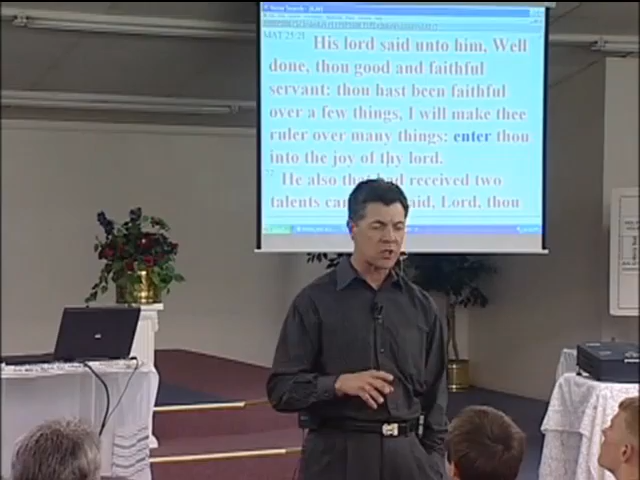 MAT 25:21
His lord said unto him, Well
done, thou good and faithful
servant: thou hast been faithful
over a few things, I will make thee
ruler over many things: enter thou
into the joy of thy lord.
He also that had received two
talents said, Lord, thou